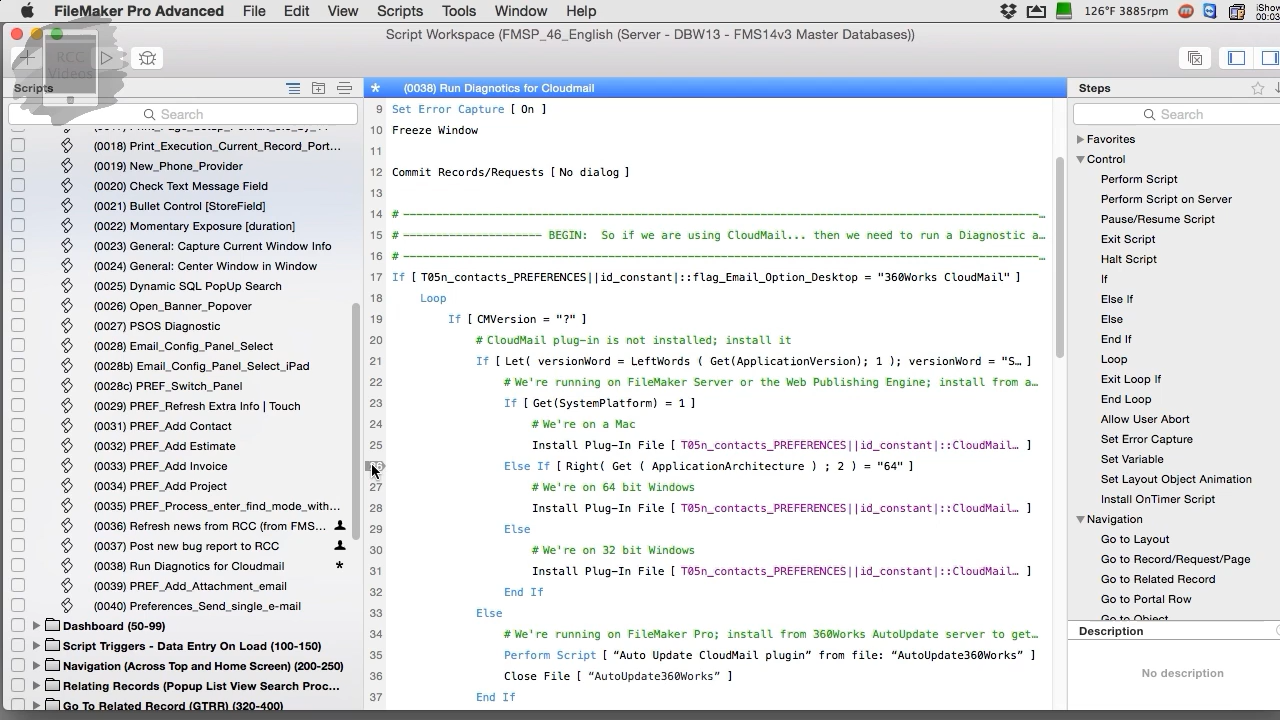 FileMaker Pro Advanced File Edit View Scripts Tools Window Help 126°F 3885rpm
Script Workspace (FMSP_46_English (Server - DBW13 - FMS14v3 Master Databases))
RCC
Videos
Scripts
Search
(0018) Print_Execution_Current_Record_Port...
(0019) New_Phone_Provider
(0020) Check Text Message Field
(0021) Bullet Control [StoreField]
(0022) Momentary Exposure [duration]
(0023) General: Capture Current Window Info
(0024) General: Center Window in Window
(0025) Dynamic SQL PopUp Search
(0026) Open_Banner_Popover
(0027) PSOS Diagnostic
(0028) Email_Config_Panel_Select
(0028b) Email_Config_Panel_Select_iPad
(0028c) PREF_Switch_Panel
(0029) PREF_Refresh Extra Info | Touch
(0031) PREF_Add Contact
(0032) PREF_Add Estimate
(0033) PREF_Add Invoice
(0034) PREF_Add Project
(0035) PREF_Process_enter_find_mode_with...
(0036) Refresh news from RCC (from FMS...
(0037) Post new bug report to RCC
(0038) Run Diagnotics for Cloudmail *
(0039) PREF_Add_Attachment_email
(0040) Preferences_Send_single_e-mail
Dashboard (50-99)
Script Triggers - Data Entry On Load (100-150)
Navigation (Across Top and Home Screen) (200-250)
Relating Records (Popup List View Search Proc...
Go To Related Record (GTRR) (320-400)
* (0038) Run Diagnotics for Cloudmail
9 Set Error Capture [ On ]
10 Freeze Window
11
12 Commit Records/Requests [ No dialog ]
13
14 # ----------------------------------------…
15 # -------------------- BEGIN:  So if we are using CloudMail... then we need to run a Diagnostic a…
16 # ----------------------------------------…
17 If [ T05n_contacts_PREFERENCES||id_constant|::flag_Email_Option_Desktop = "360Works CloudMail" ]
18 Loop
19 If [ CMVersion = "?" ]
20 # CloudMail plug-in is not installed; install it
21 If [ Let( versionWord = LeftWords ( Get(ApplicationVersion); 1 ); versionWord = "S… ]
22 # We're running on FileMaker Server or the Web Publishing Engine; install from a…
23 If [ Get(SystemPlatform) = 1 ]
24 # We're on a Mac
25 Install Plug-In File [ T05n_contacts_PREFERENCES||id_constant|::CloudMail… ]
Else If [ Right( Get ( ApplicationArchitecture ) ; 2 ) = "64" ]
27 # We're on 64 bit Windows
28 Install Plug-In File [ T05n_contacts_PREFERENCES||id_constant|::CloudMail… ]
29 Else
30 # We're on 32 bit Windows
31 Install Plug-In File [ T05n_contacts_PREFERENCES||id_constant|::CloudMail… ]
32 End If
33 Else
34 # We're running on FileMaker Pro; install from 360Works AutoUpdate server to get…
35 Perform Script [ “Auto Update CloudMail plugin” from file: “AutoUpdate360Works” ]
36 Close File [ “AutoUpdate360Works” ]
37 End If
Steps
Search
Favorites
Control
Perform Script
Perform Script on Server
Pause/Resume Script
Exit Script
Halt Script
If
Else If
Else
End If
Loop
Exit Loop If
End Loop
Allow User Abort
Set Error Capture
Set Variable
Set Layout Object Animation
Install OnTimer Script
Navigation
Go to Layout
Go to Record/Request/Page
Go to Related Record
Go to Portal Row
Go to Object
Description
No description